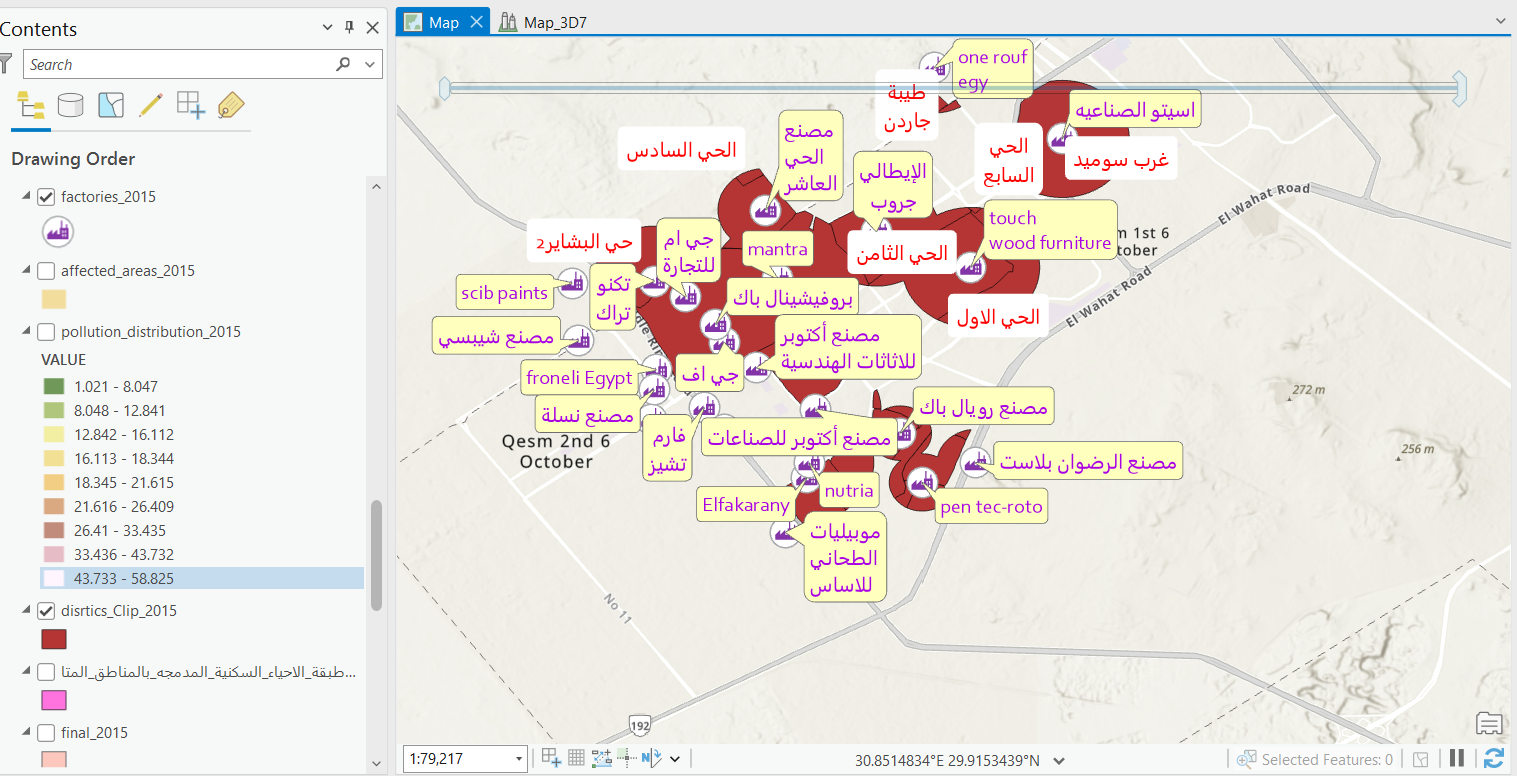 Contents
Search
Drawing Order
factories_2015
affected_areas_2015
pollution_distribution_2015
VALUE
1.021 - 8.047
8.048 - 12.841
12.842 - 16.112
16.113 - 18.344
18.345 - 21.615
21.616 - 26.409
26.41 - 33.435
33.436 - 43.732
43.733 - 58.825
disrtics_Clip_2015
طبقة_الاحياء_السكنية_المدمجه_بالمناطق_المتا...
final_2015
Map
Map_3D7
one rouf
egy
طيبة
جاردن
اسيتو الصناعيه
الحي
السابع
غرب سوميد
مصنع
الحي
العاشر
الحي السادس
الإيطالي
جروب
El Wahat Road
touch
wood furniture
m 1st 6
tober
حي البشاير2
جي ام
للتجارة
mantra
الحي الثامن
scib paints
تكنو
تراك
بروفيشينال باك
الحي الاول
El Wahat Road
مصنع شيبسي
مصنع أكتوبر
للاثاثات الهندسية
froneli Egypt
جي اف
272 m
مصنع نسلة
مصنع رويال باك
Qesm 2nd 6
October
فارم
تشيز
مصنع أكتوبر للصناعات
256 m
مصنع الرضوان بلاست
Elfakarany
nutria
pen tec-roto
موبيليات
الطحاني
للاساس
No 11
192
1:79,217
30.8514834°E 29.9153439°N
Selected Features: 0